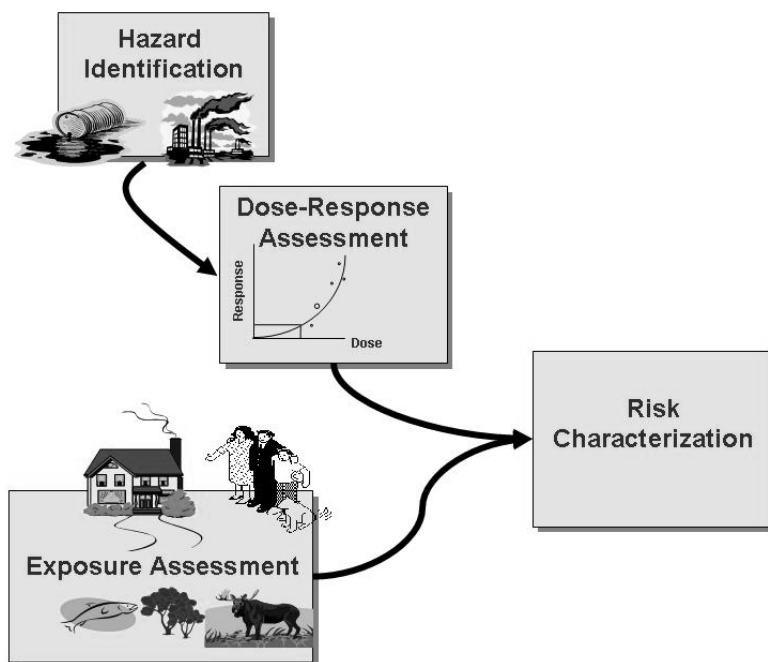 Hazard
Identification
Dose-Response
Assessment
Response
Dose
Risk
Characterization
Exposure Assessment